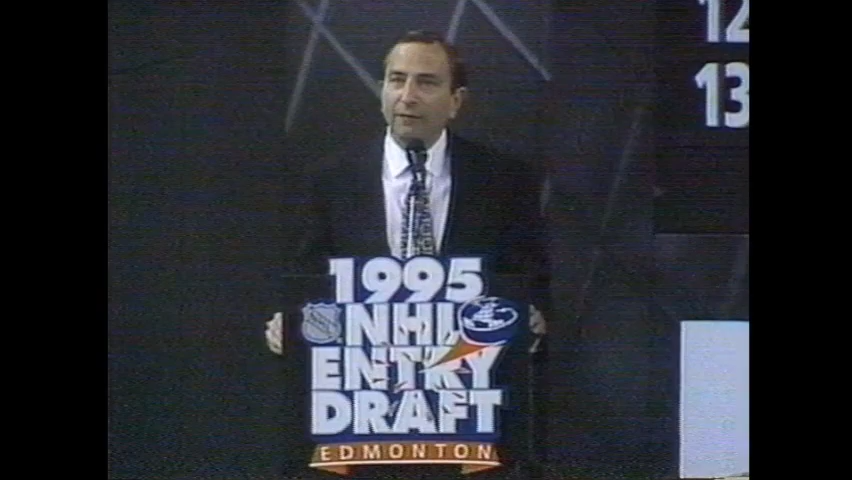 12
13
1995
NHL
ENTRY
DRAFT
EDMONTON